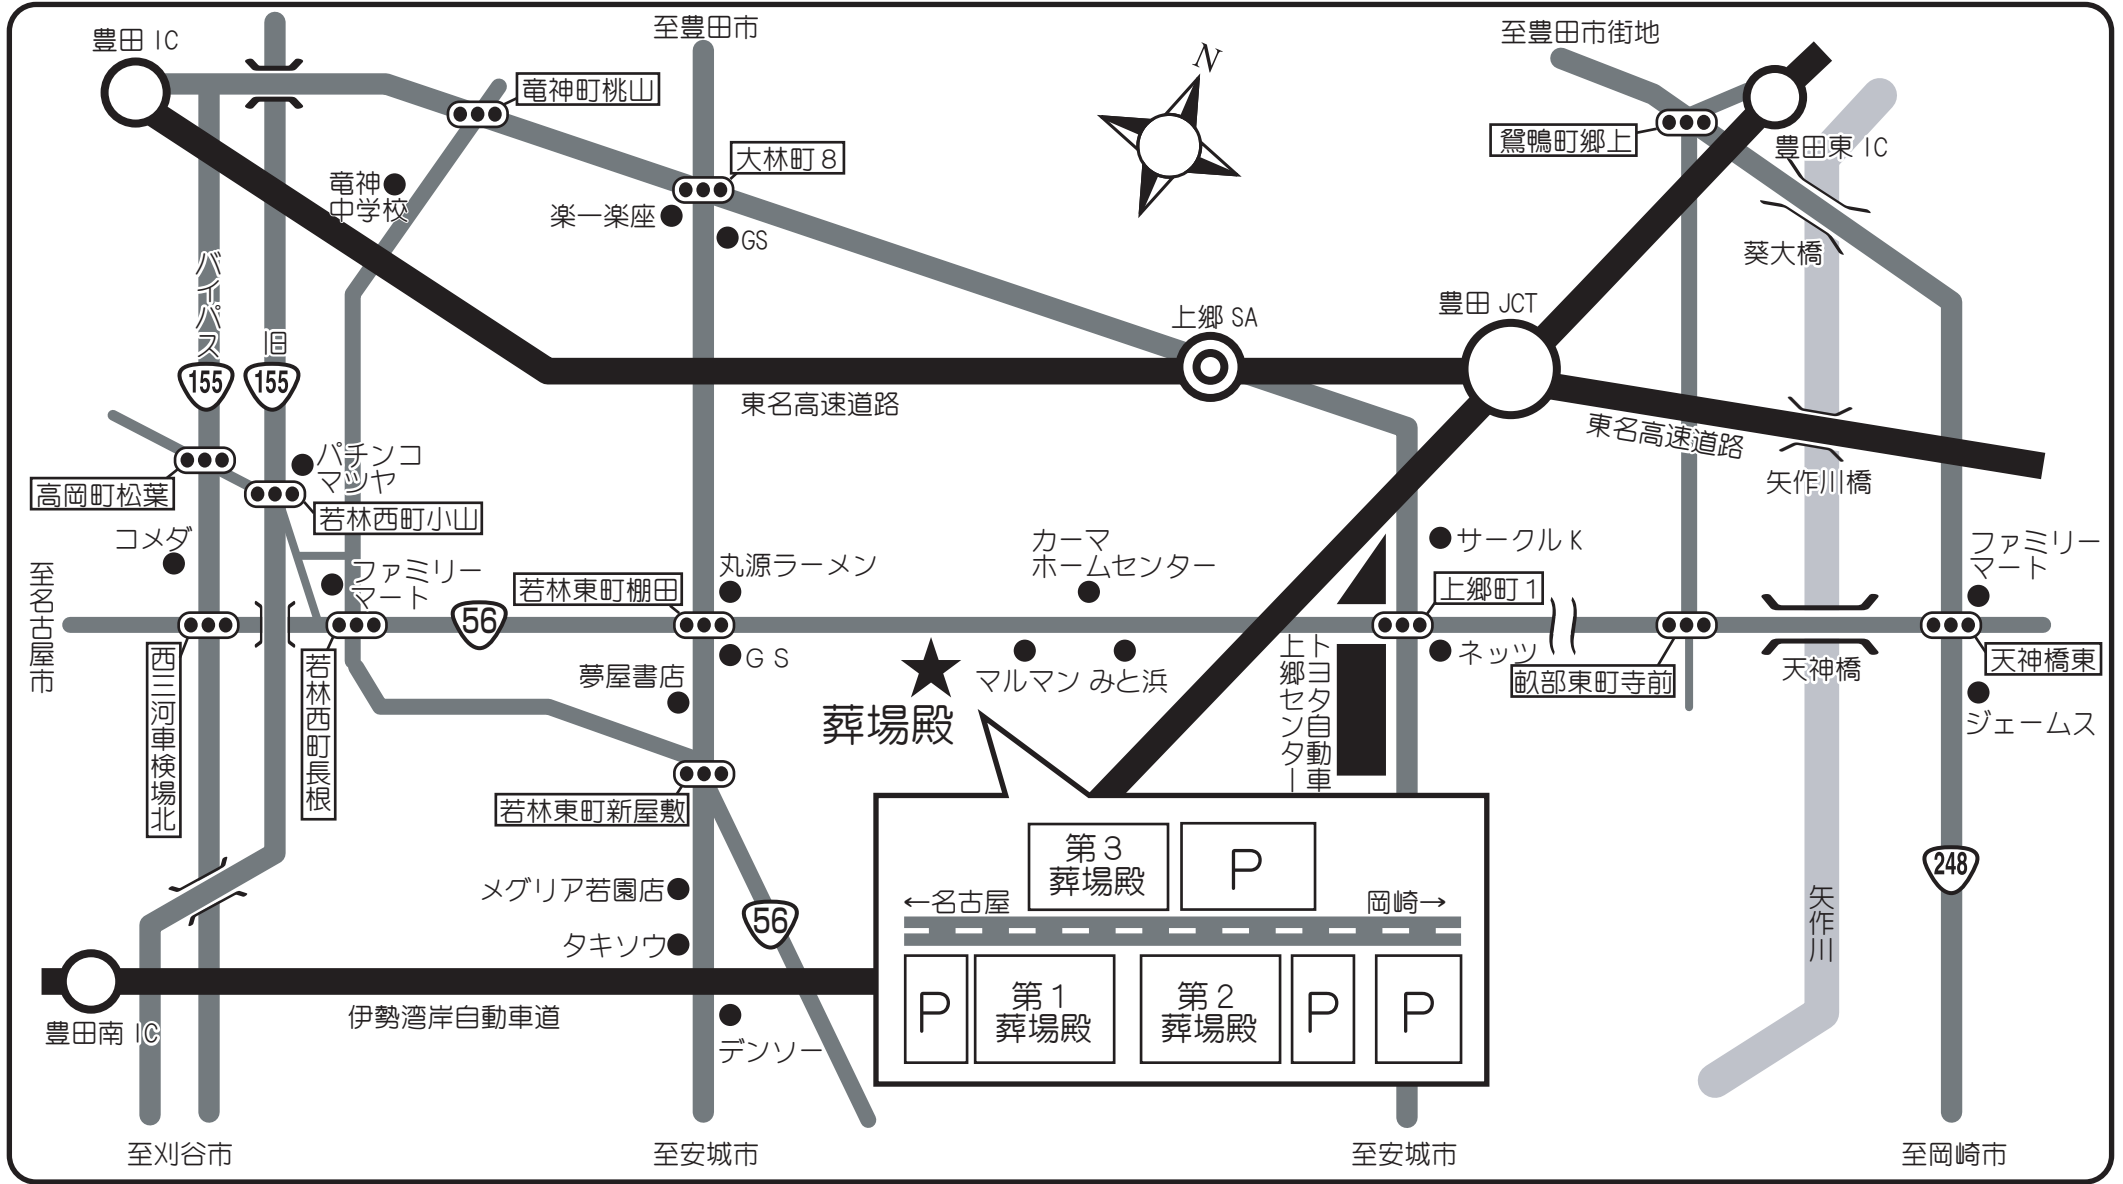 豊田 IC
至豊田市
至豊田市街地
N
竜神町桃山
大林町8
鴛鴨町郷上
豊田東 IC
竜神
中学校
楽一楽座
GS
葵大橋
バイパス
旧
上郷 SA
豊田 JCT
155
155
東名高速道路
東名高速道路
パチンコ
マツヤ
高岡町松葉
若林西町小山
矢作川橋
コメダ
ファミリー
マート
至名古屋市
56
若林東町棚田
丸源ラーメン
カーマ
ホームセンター
サークルK
上郷町1
ファミリー
マート
西三河車検場北
若林西町長根
夢屋書店
GS
マルマン
みと浜
トヨタ自動車
上郷センター
ネッツ
畝部東町寺前
天神橋
天神橋東
ジェームス
葬場殿
若林東町新屋敷
メグリア若園店
タキソウ
56
248
矢作川
第3
葬場殿
P
←名古屋
岡崎→
P
第1
葬場殿
第2
葬場殿
P
P
豊田南 IC
伊勢湾岸自動車道
デンソー
至刈谷市
至安城市
至安城市
至岡崎市